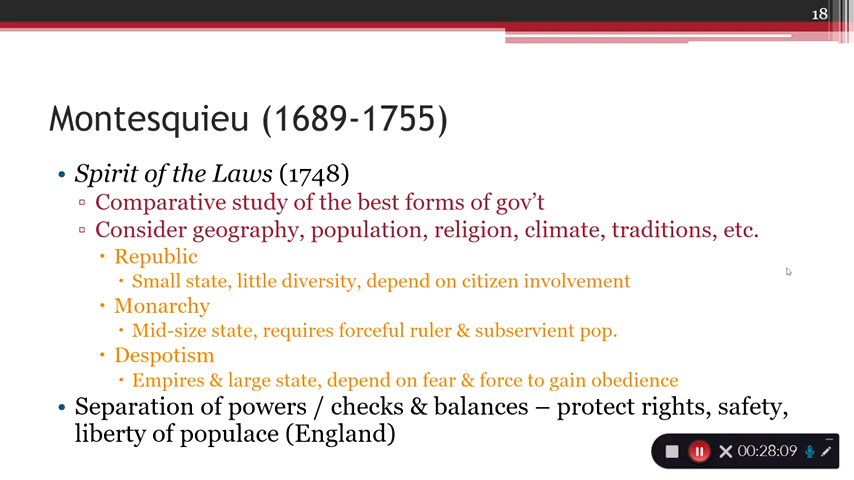 18
Montesquieu (1689-1755)
• Spirit of the Laws (1748)
▫ Comparative study of the best forms of gov't
▫ Consider geography, population, religion, climate, traditions, etc.
▪ Republic
▪ Small state, little diversity, depend on citizen involvement
▪ Monarchy
▪ Mid-size state, requires forceful ruler & subservient pop.
▪ Despotism
▪ Empires & large state, depend on fear & force to gain obedience
• Separation of powers / checks & balances – protect rights, safety,
liberty of populace (England)
00:28:09